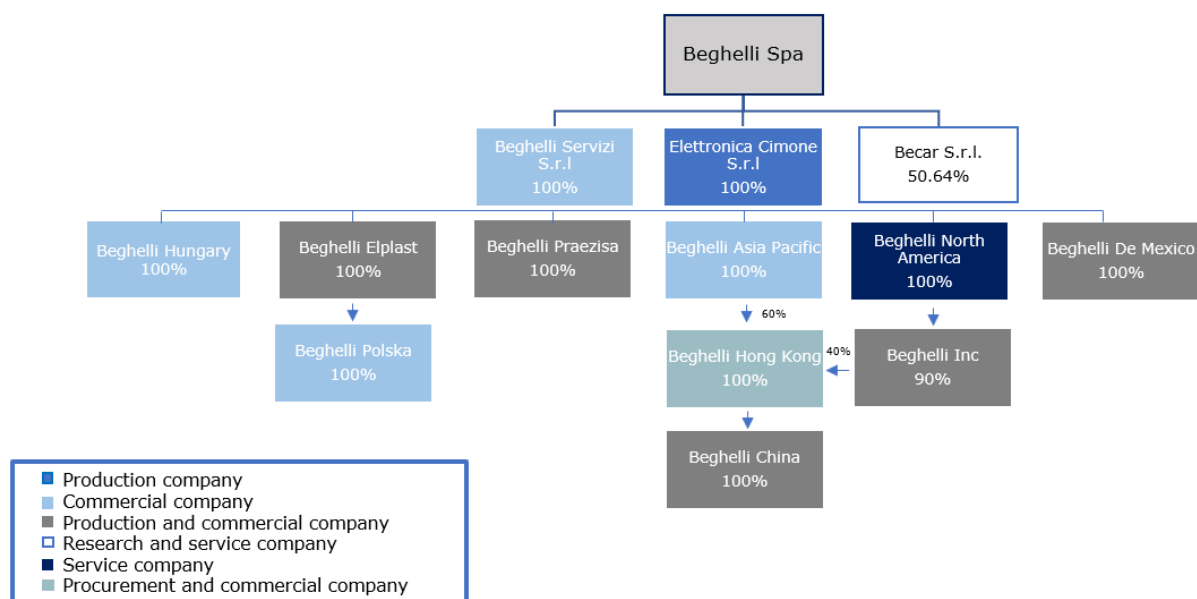 Beghelli Spa
Beghelli Servizi
S.r.l
100%
Elettronica Cimone
S.r.l
100%
Becar S.r.l.
50.64%
Beghelli Hungary
100%
Beghelli Elplast
100%
Beghelli Praezisa
100%
Beghelli Asia Pacific
100%
Beghelli North
America
100%
Beghelli De Mexico
100%
60%
Beghelli Polska
100%
Beghelli Hong Kong
100%
40%
Beghelli Inc
90%
Beghelli China
100%
Production company
Commercial company
Production and commercial company
Research and service company
Service company
Procurement and commercial company